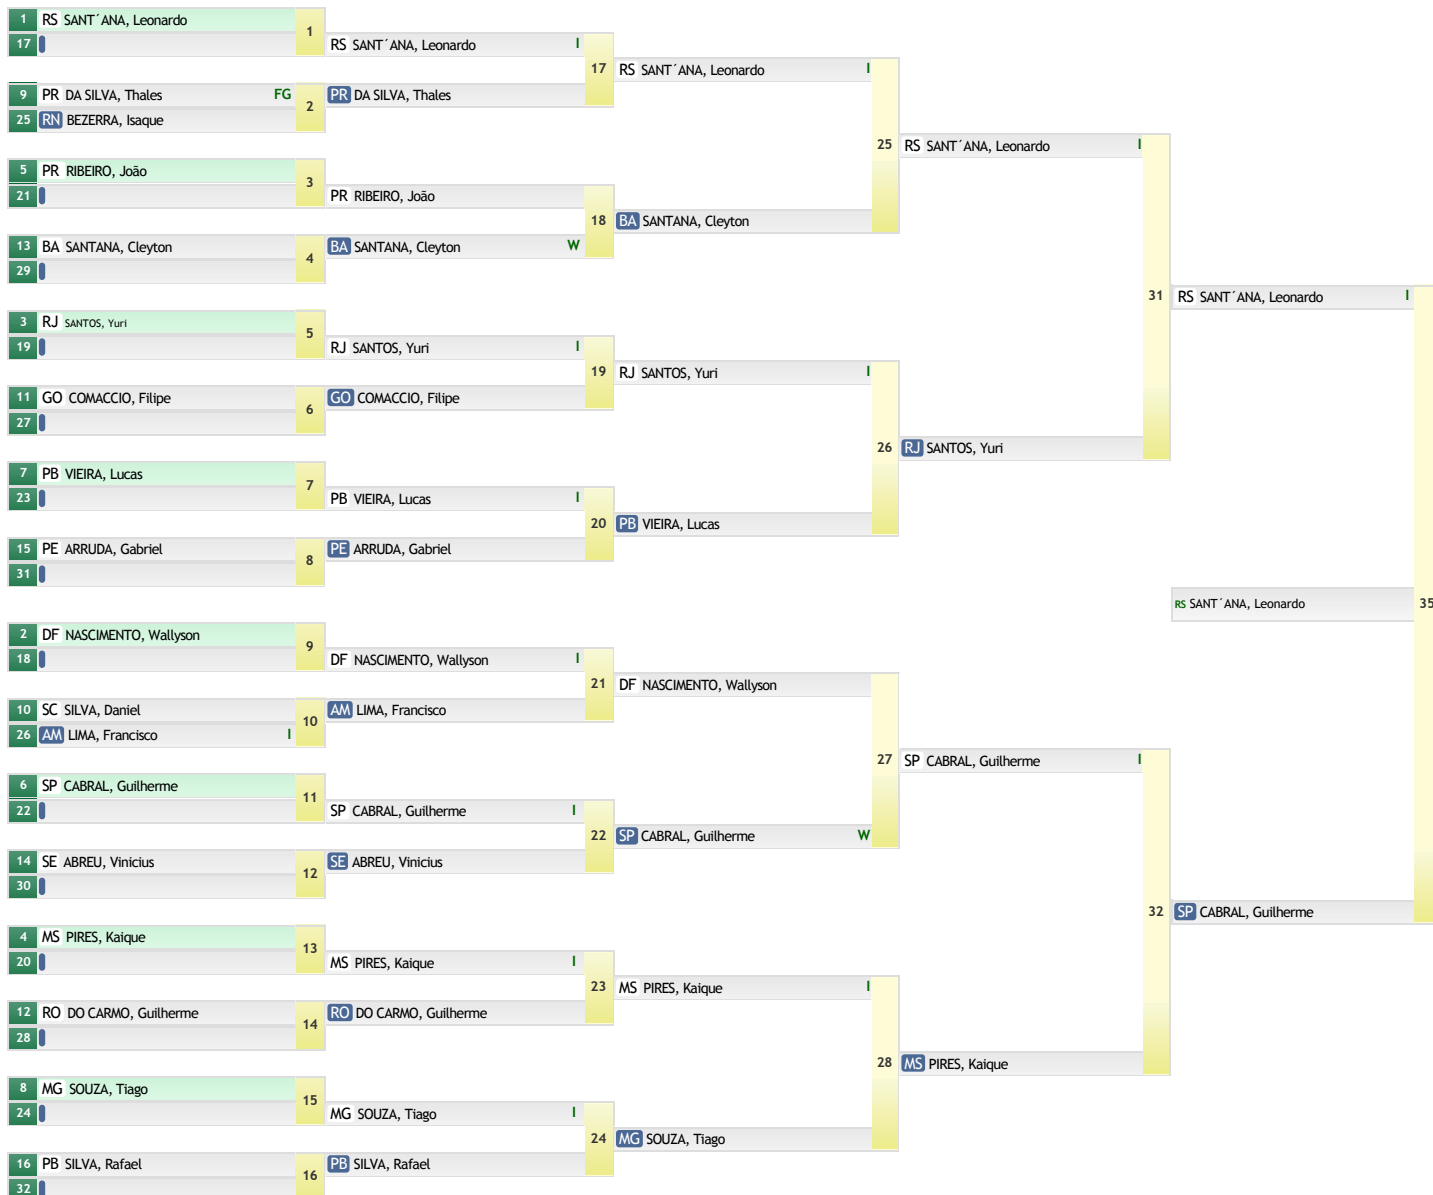 1 RS SANT´ANA, Leonardo
1
17
RS SANT´ANA, Leonardo I
17
RS SANT´ANA, Leonardo I
9 PR DA SILVA, Thales FG
2
PR DA SILVA, Thales
25 RN BEZERRA, Isaque
25
RS SANT´ANA, Leonardo I
5 PR RIBEIRO, João
3
21
PR RIBEIRO, João
18
BA SANTANA, Cleyton
13 BA SANTANA, Cleyton
4
BA SANTANA, Cleyton W
29
31
RS SANT´ANA, Leonardo I
3 RJ SANTOS, Yuri
5
19
RJ SANTOS, Yuri I
19
RJ SANTOS, Yuri I
11 GO COMACCIO, Filipe
6
GO COMACCIO, Filipe
27
26
RJ SANTOS, Yuri
7 PB VIEIRA, Lucas
7
23
PB VIEIRA, Lucas I
20
PB VIEIRA, Lucas
15 PE ARRUDA, Gabriel
8
PE ARRUDA, Gabriel
31
RS SANT´ANA, Leonardo
35
2 DF NASCIMENTO, Wallyson
9
18
DF NASCIMENTO, Wallyson I
21
DF NASCIMENTO, Wallyson
10 SC SILVA, Daniel
10
AM LIMA, Francisco
26 AM LIMA, Francisco I
27
SP CABRAL, Guilherme I
6 SP CABRAL, Guilherme
11
22
SP CABRAL, Guilherme I
22
SP CABRAL, Guilherme W
14 SE ABREU, Vinicius
12
SE ABREU, Vinicius
30
32
SP CABRAL, Guilherme
4 MS PIRES, Kaique
13
20
MS PIRES, Kaique I
23
MS PIRES, Kaique I
12 RO DO CARMO, Guilherme
14
RO DO CARMO, Guilherme
28
28
MS PIRES, Kaique
8 MG SOUZA, Tiago
15
24
MG SOUZA, Tiago I
24
MG SOUZA, Tiago
16 PB SILVA, Rafael
16
PB SILVA, Rafael
32